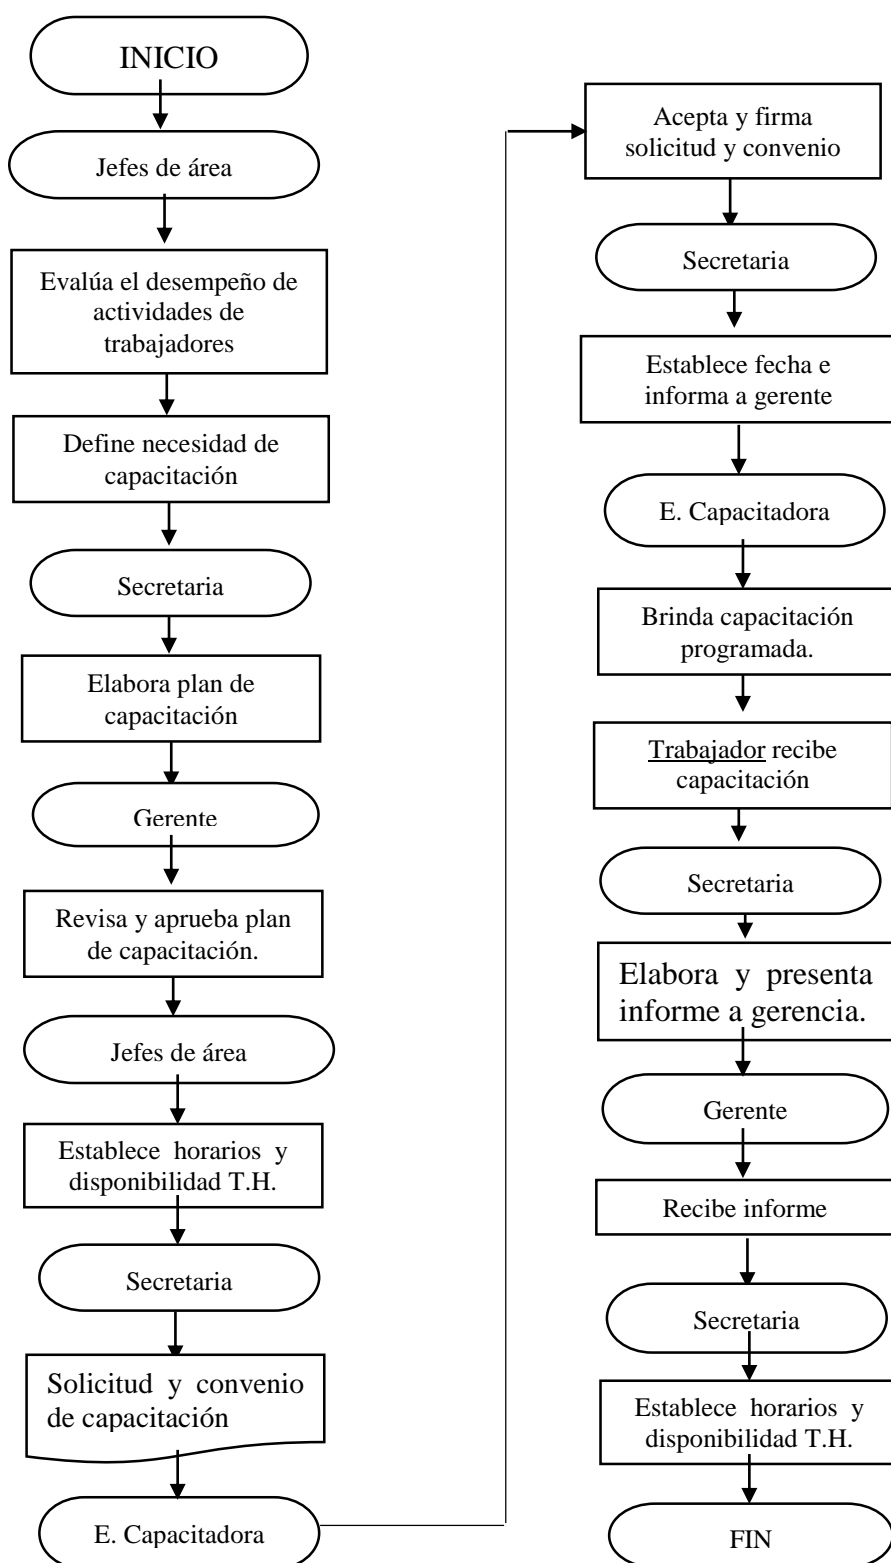 INICIO
Jefes de área
Evalúa el desempeño de
actividades de
trabajadores
Define necesidad de
capacitación
Secretaria
Elabora plan de
capacitación
Gerente
Revisa y aprueba plan
de capacitación.
Jefes de área
Establece horarios y
disponibilidad T.H.
Secretaria
Solicitud y convenio
de capacitación
E. Capacitadora
Acepta y firma
solicitud y convenio
Secretaria
Establece fecha e
informa a gerente
E. Capacitadora
Brinda capacitación
programada.
Trabajador recibe
capacitación
Secretaria
Elabora y presenta
informe a gerencia.
Gerente
Recibe informe
Secretaria
Establece horarios y
disponibilidad T.H.
FIN